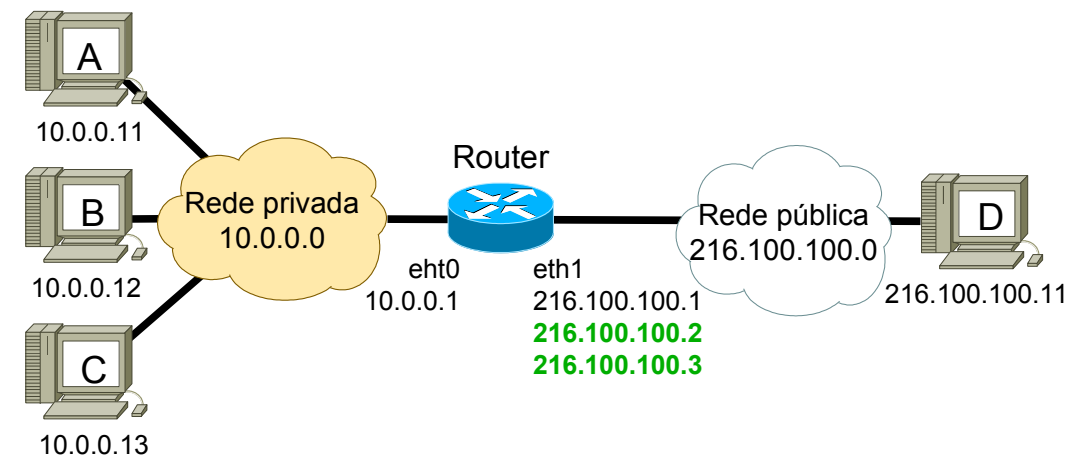 A
10.0.0.11
B
10.0.0.12
C
10.0.0.13
Rede privada
10.0.0.0
Router
eht0
10.0.0.1
eth1
216.100.100.1
216.100.100.2
216.100.100.3
Rede pública
216.100.100.0
D
216.100.100.11